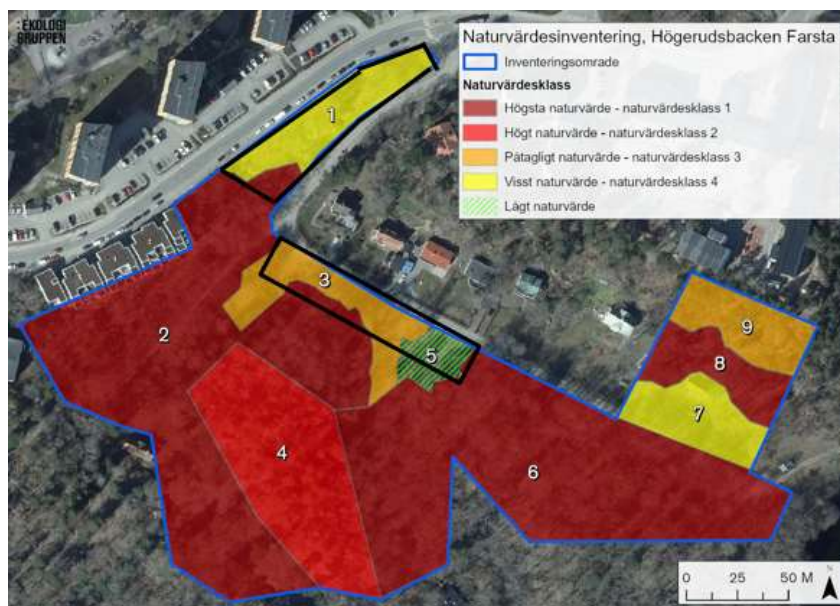 :EKOLOGI
GRUPPEN
Naturvärdesinventering, Högerudsbacken Farsta
Inventeringsområde
Naturvärdesklass
Högsta naturvärde - naturvärdesklass 1
Högt naturvärde - naturvärdesklass 2
Påtagligt naturvärde - naturvärdesklass 3
Visst naturvärde - naturvärdesklass 4
Lågt naturvärde
1
2
3
4
5
6
7
8
9
0 25 50 M